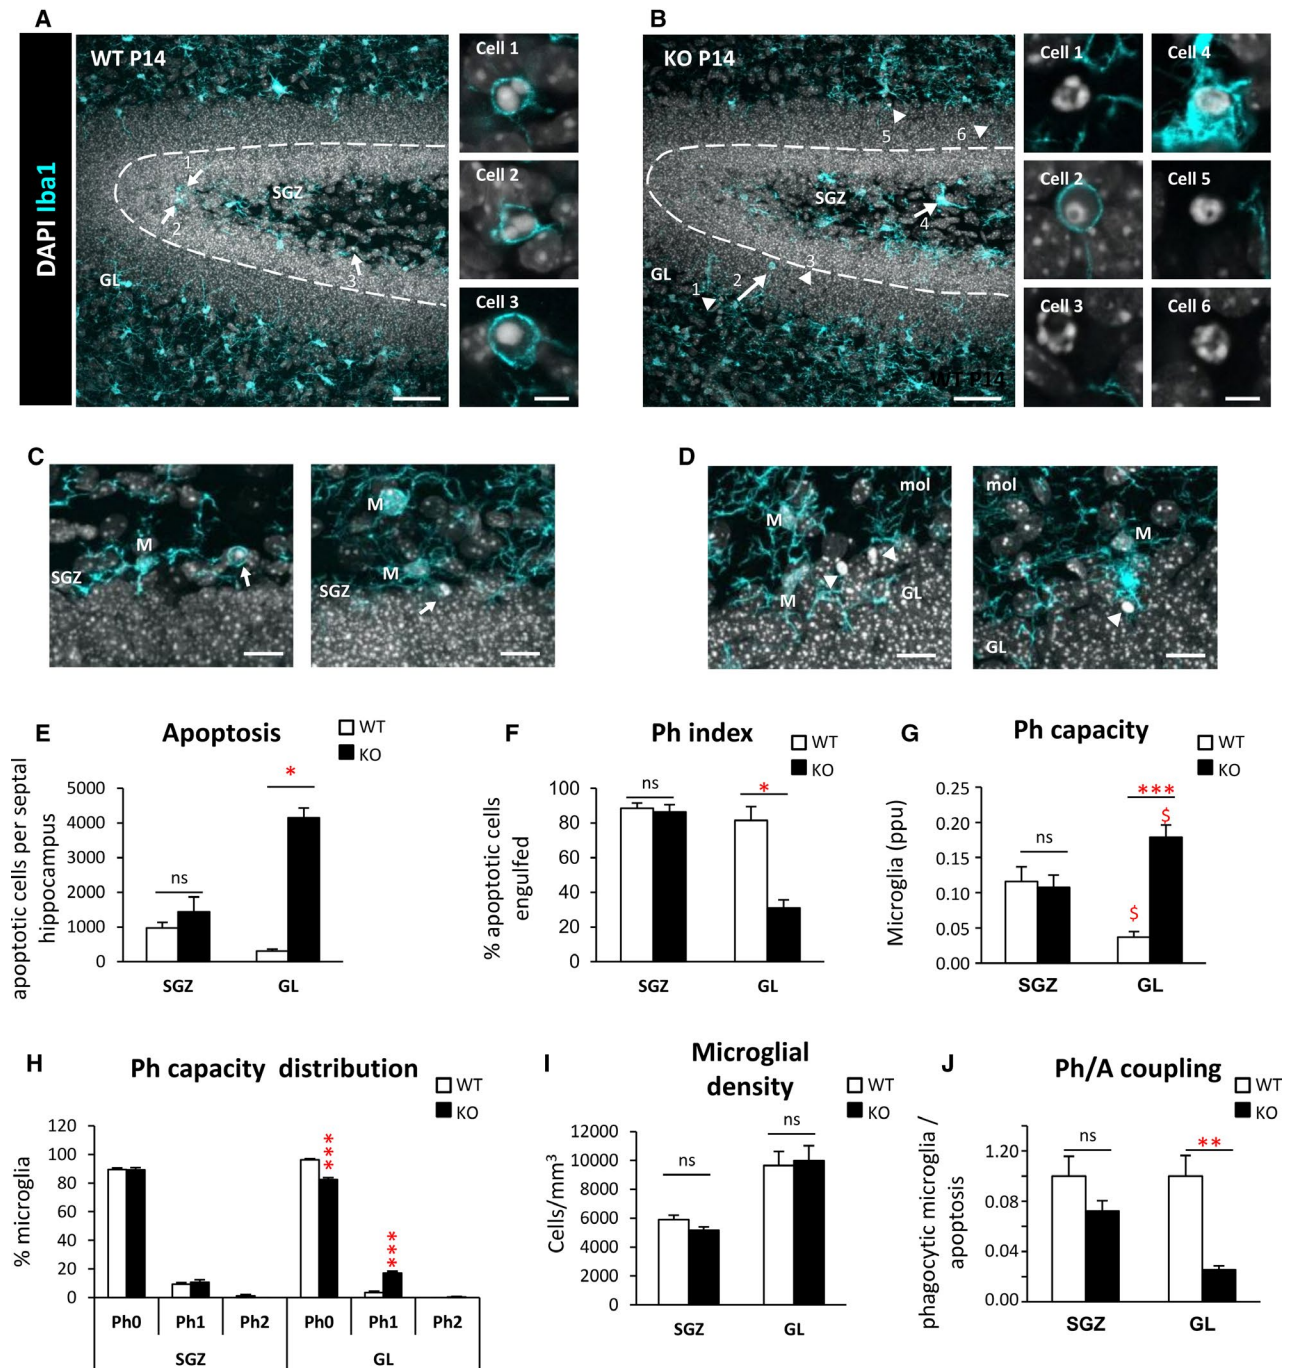 A
B
DAPI Iba1
WT P14
1
2
SGZ
3
GL
Cell 1
Cell 2
Cell 3
KO P14
5
6
SGZ
4
GL
1
2
3
WT P14
Cell 1
Cell 4
Cell 2
Cell 5
Cell 3
Cell 6
C
D
M
SGZ
M
M
SGZ
mol
M
M
GL
mol
M
GL
E
Apoptosis
WT
KO
apoptotic cells per septal
hippocampus
5000
4000
3000
2000
1000
0
ns
*
SGZ
GL
F
Ph index
WT
KO
% apoptotic cells
engulfed
100
80
60
40
20
0
ns
*
SGZ
GL
G
Ph capacity
WT
KO
Microglia (ppu)
0.25
0.20
0.15
0.10
0.05
0.00
ns
***
$
$
SGZ
GL
H
Ph capacity distribution
WT
KO
% microglia
120
100
80
60
40
20
0
***
***
Ph0 Ph1 Ph2 Ph0 Ph1 Ph2
SGZ GL
I
Microglial
density
WT
KO
Cells/mm³
12000
10000
8000
6000
4000
2000
0
ns
ns
SGZ
GL
J
Ph/A coupling
WT
KO
phagocytic microglia /
apoptosis
1.20
0.08
0.04
0.00
ns
**
SGZ
GL